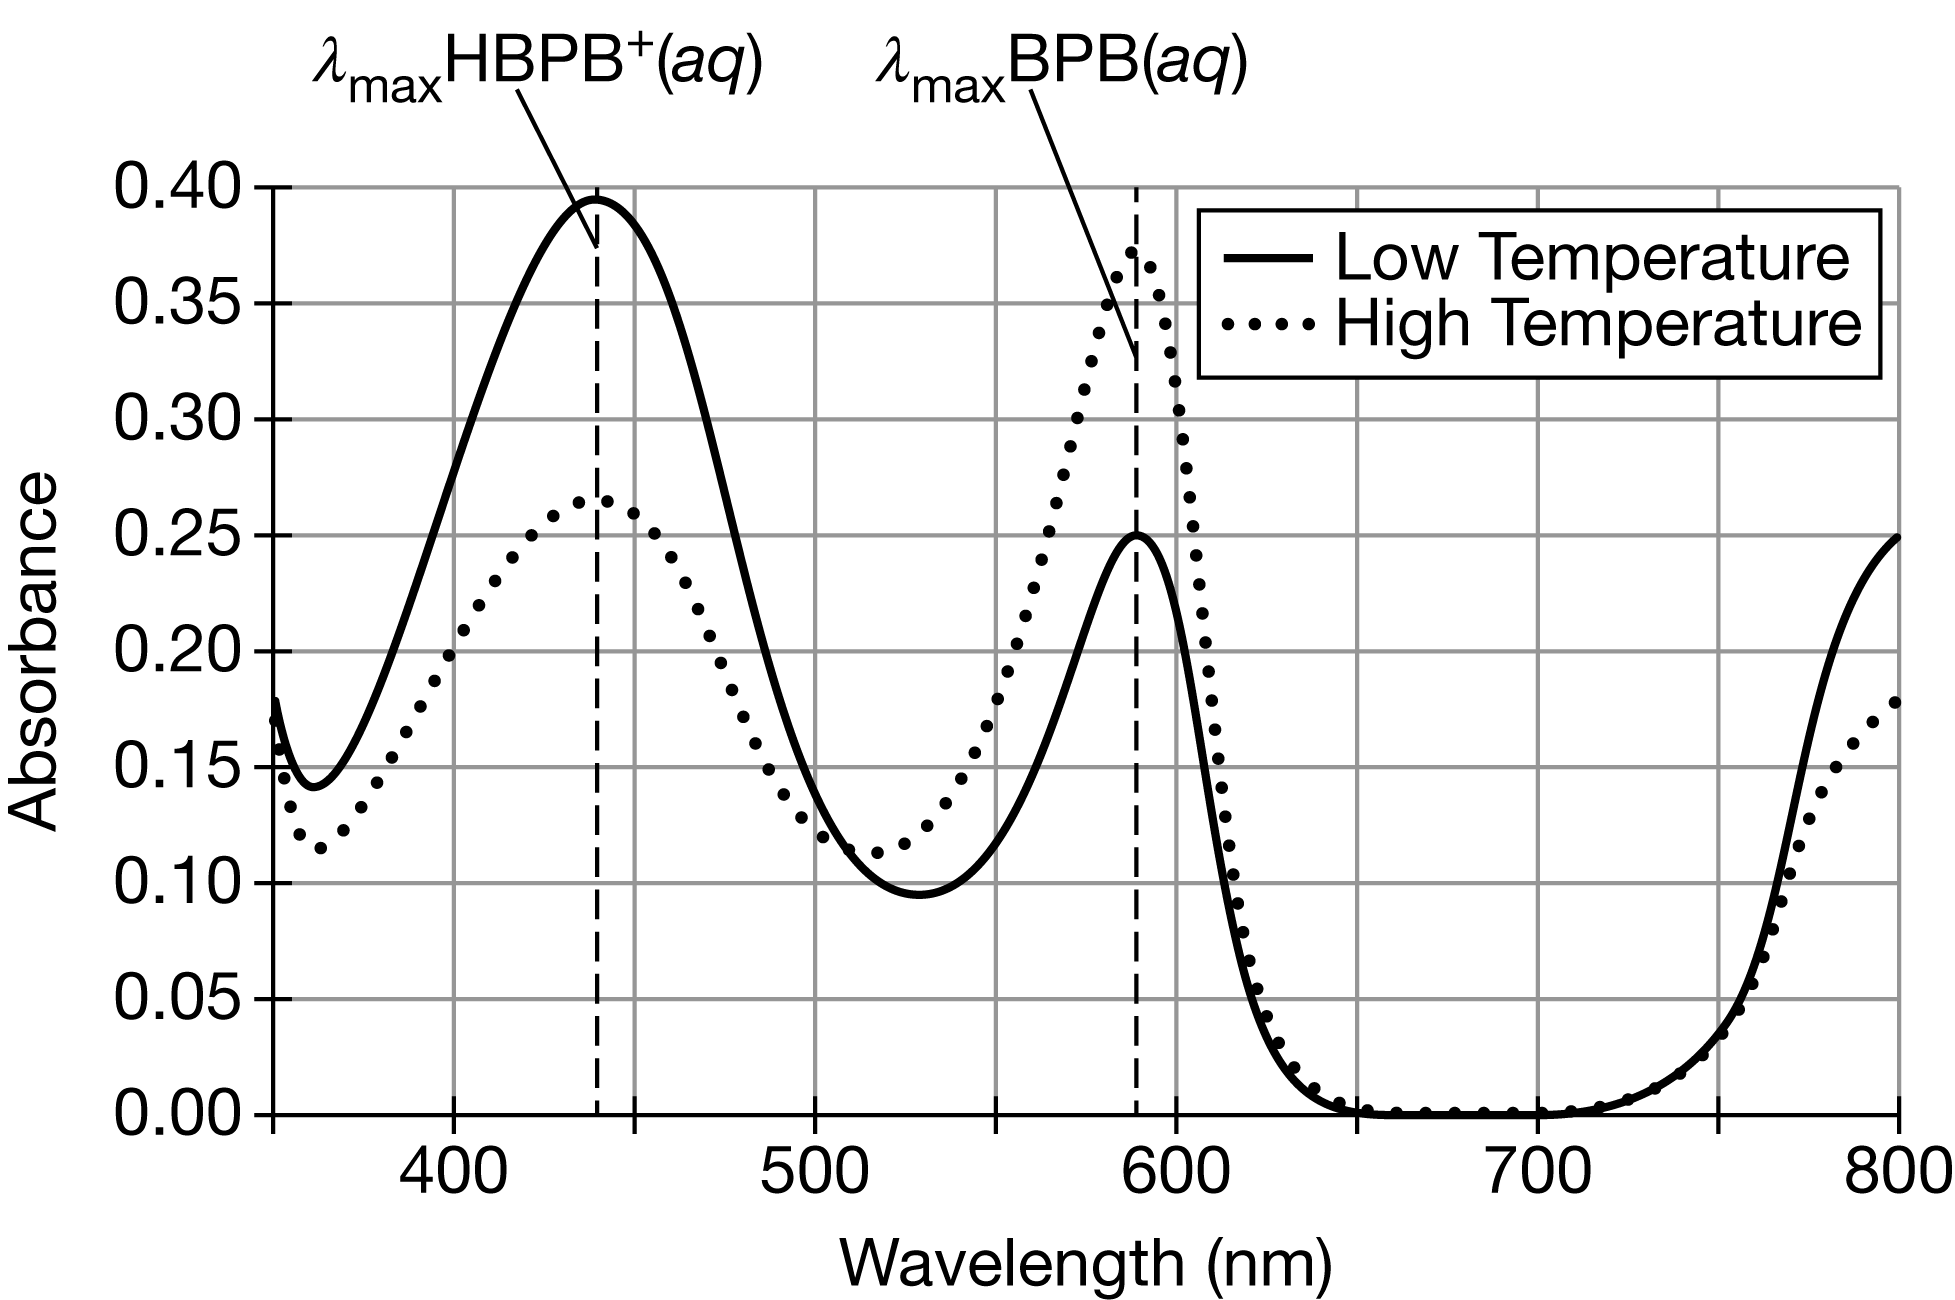 λmaxHBPB+(aq) λmaxBPB(aq)
0.40
0.35
0.30
0.25
0.20
0.15
0.10
0.05
0.00
Absorbance
Low Temperature
High Temperature
400 500 600 700 800
Wavelength (nm)